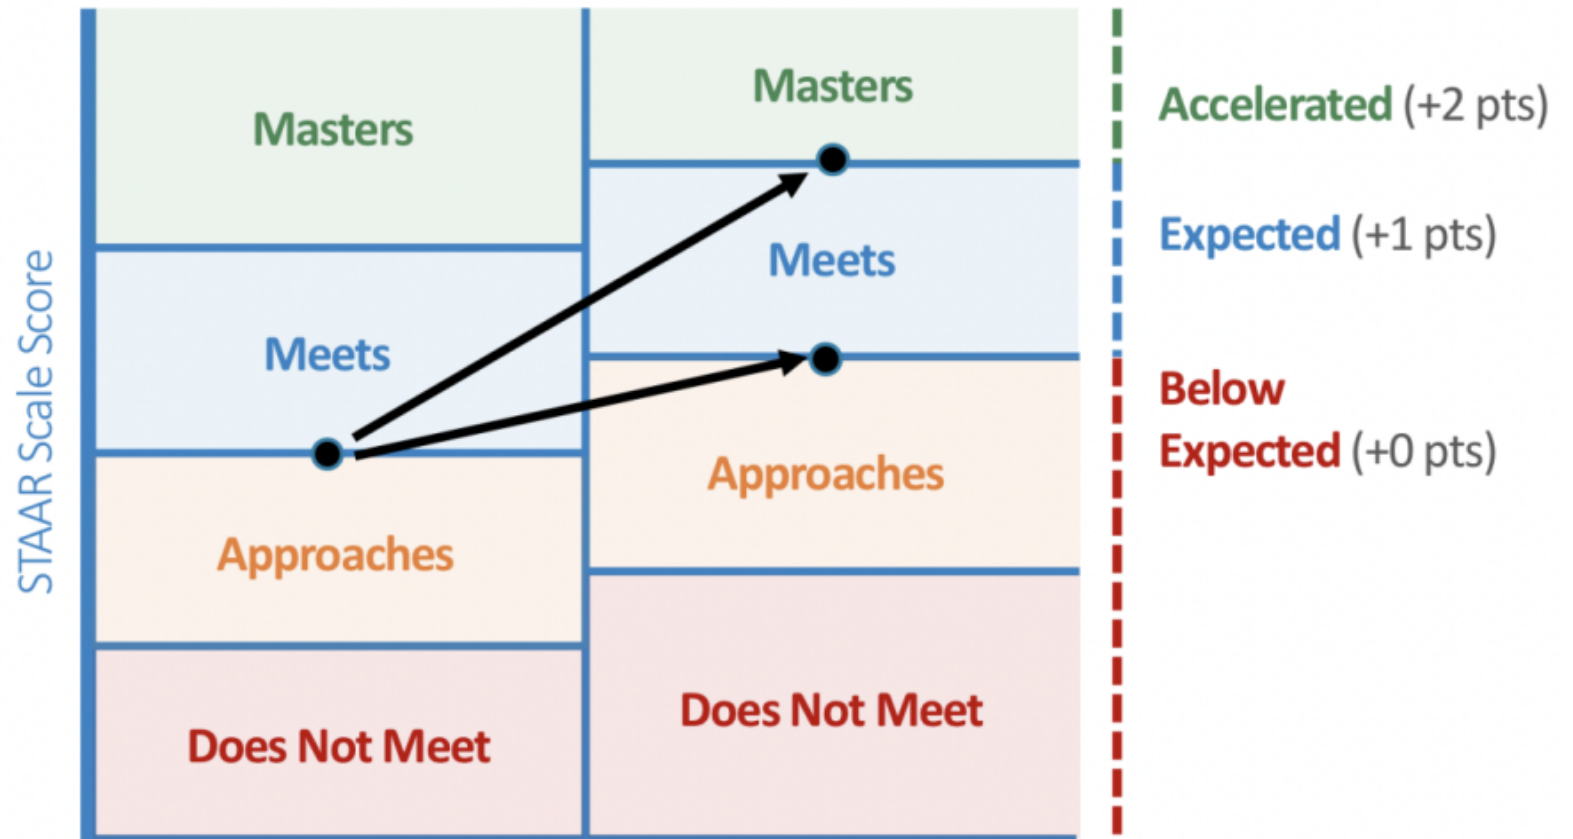 STAAR Scale Score
Masters
Meets
Approaches
Does Not Meet
Masters
Meets
Approaches
Does Not Meet
Accelerated (+2 pts)
Expected (+1 pts)
Below
Expected (+0 pts)